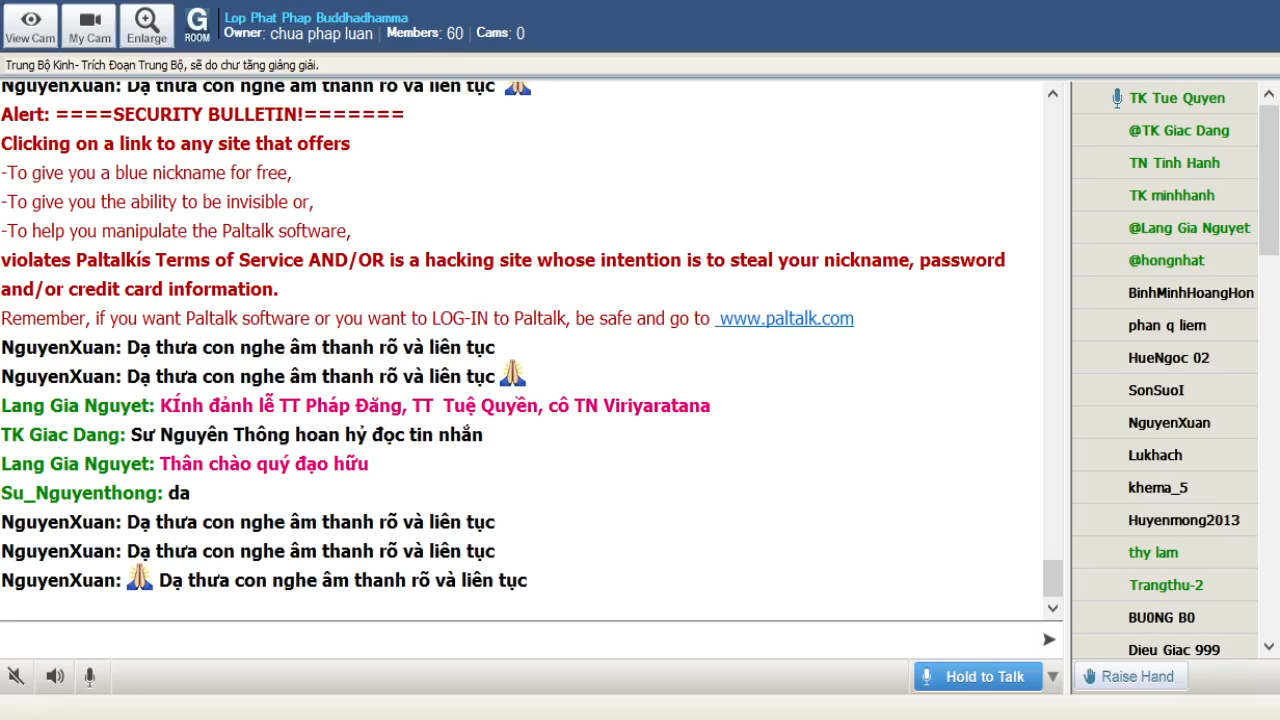 View Cam
My Cam
Enlarge
G
ROOM
Lop Phat Phap Buddhadhamma
Owner: chua phap luan | Members: 60 | Cams: 0
Trung Bộ Kinh- Trích Đoạn Trung Bộ, sẽ do chư tăng giảng giải.
NguyenXuan: Dạ thưa con nghe âm thanh rõ và liên tục
Alert: ====SECURITY BULLETIN!=======
Clicking on a link to any site that offers
-To give you a blue nickname for free,
-To give you the ability to be invisible or,
-To help you manipulate the Paltalk software,
violates Paltalkís Terms of Service AND/OR is a hacking site whose intention is to steal your nickname, password
and/or credit card information.
Remember, if you want Paltalk software or you want to LOG-IN to Paltalk, be safe and go to www.paltalk.com
NguyenXuan: Dạ thưa con nghe âm thanh rõ và liên tục
NguyenXuan: Dạ thưa con nghe âm thanh rõ và liên tục
Lang Gia Nguyet: KÍnh đảnh lễ TT Pháp Đăng, TT Tuệ Quyền, cô TN Viriyaratana
TK Giac Dang: Sư Nguyên Thông hoan hỷ đọc tin nhắn
Lang Gia Nguyet: Thân chào quý đạo hữu
Su_Nguyenthong: da
NguyenXuan: Dạ thưa con nghe âm thanh rõ và liên tục
NguyenXuan: Dạ thưa con nghe âm thanh rõ và liên tục
NguyenXuan: Dạ thưa con nghe âm thanh rõ và liên tục
TK Tue Quyen
@TK Giac Dang
TN Tinh Hanh
TK minhhanh
@Lang Gia Nguyet
@hongnhat
BinhMinhHoangHon
phan q liem
HueNgoc 02
SonSuoI
NguyenXuan
Lukhach
khema_5
Huyenmong2013
thy lam
Trangthu-2
BU0NG B0
Dieu Giac 999
Hold to Talk
Raise Hand